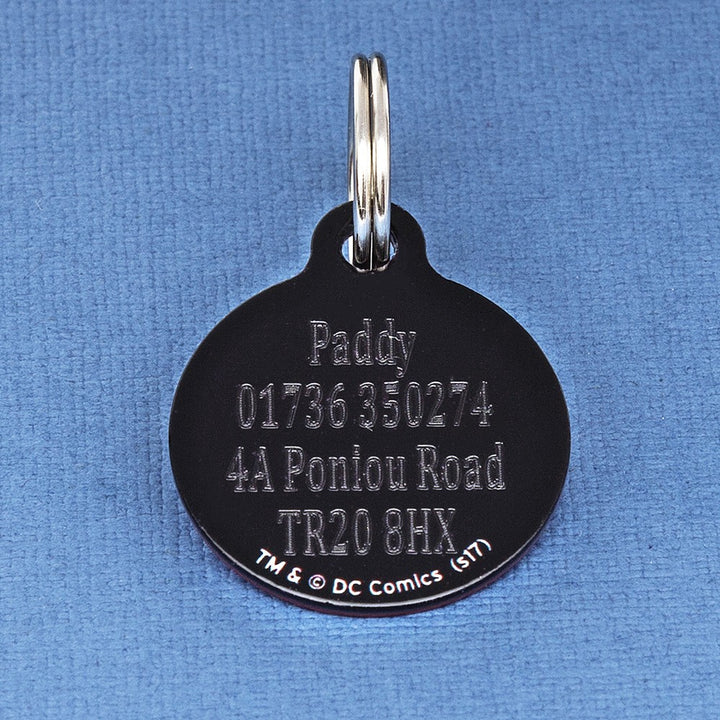 Paddy
01736 350274
4A Poniou Road
TR20 8HX
TM & © DC Comics (s17)